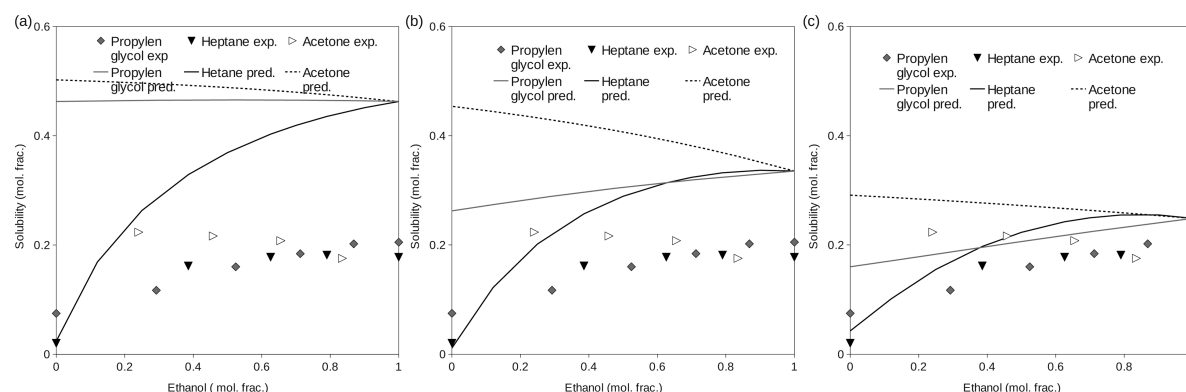 (a)
0.6
0.4
0.2
0
Solubility (mol. frac.)
Propylen
glycol exp
Heptane exp.
Acetone exp.
Propylen
glycol pred.
Hetane pred.
Acetone
pred.
0
0.2
0.4
0.6
0.8
1
Ethanol ( mol. frac.)
(b)
0.6
0.4
0.2
0
Solubility (mol. frac.)
Propylen
glycol exp.
Heptane exp.
Acetone exp.
Propylen
glycol pred.
Heptane
pred.
Acetone
pred.
0
0.2
0.4
0.6
0.8
1
Ethanol (mol. frac.)
(c)
0.6
0.4
0.2
0
Solubility (mol. frac.)
Propylen
glycol exp.
Heptane exp.
Acetone exp.
Propylen
glycol pred.
Heptane
pred.
Acetone
pred.
0
0.2
0.4
0.6
0.8
Ethanol (mol. frac.)